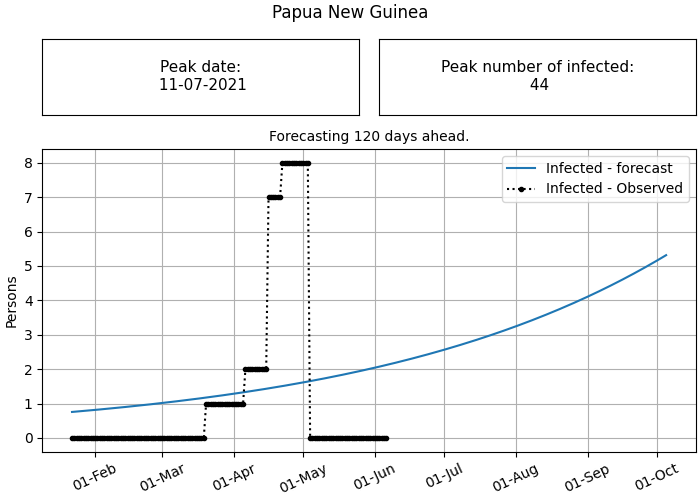 Papua New Guinea
Peak date:
11-07-2021
Peak number of infected:
44
Forecasting 120 days ahead.
Infected - forecast
Infected - Observed
Persons
8
7
6
5
4
3
2
1
0
01-Feb
01-Mar
01-Apr
01-May
01-Jun
01-Jul
01-Aug
01-Sep
01-Oct